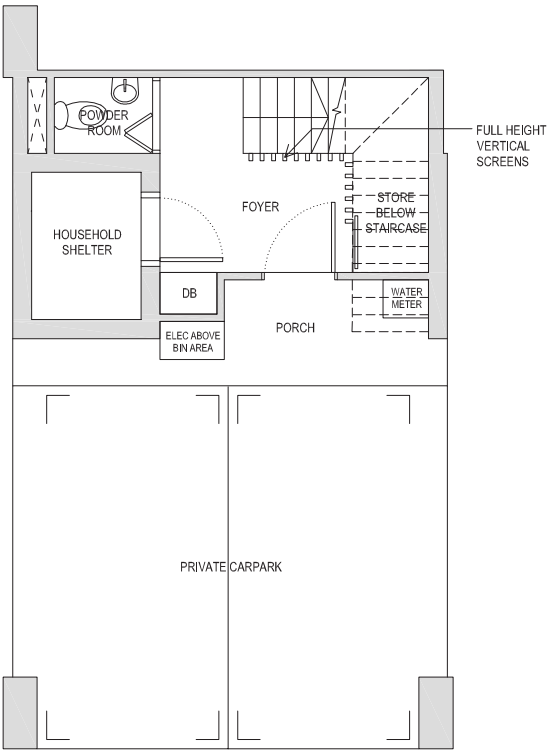 POWDER
ROOM
FULL HEIGHT
VERTICAL
SCREENS
HOUSEHOLD
SHELTER
FOYER
STORE
BELOW
STAIRCASE
DB
WATER
METER
ELEC ABOVE
BIN AREA
PORCH
PRIVATE CARPARK